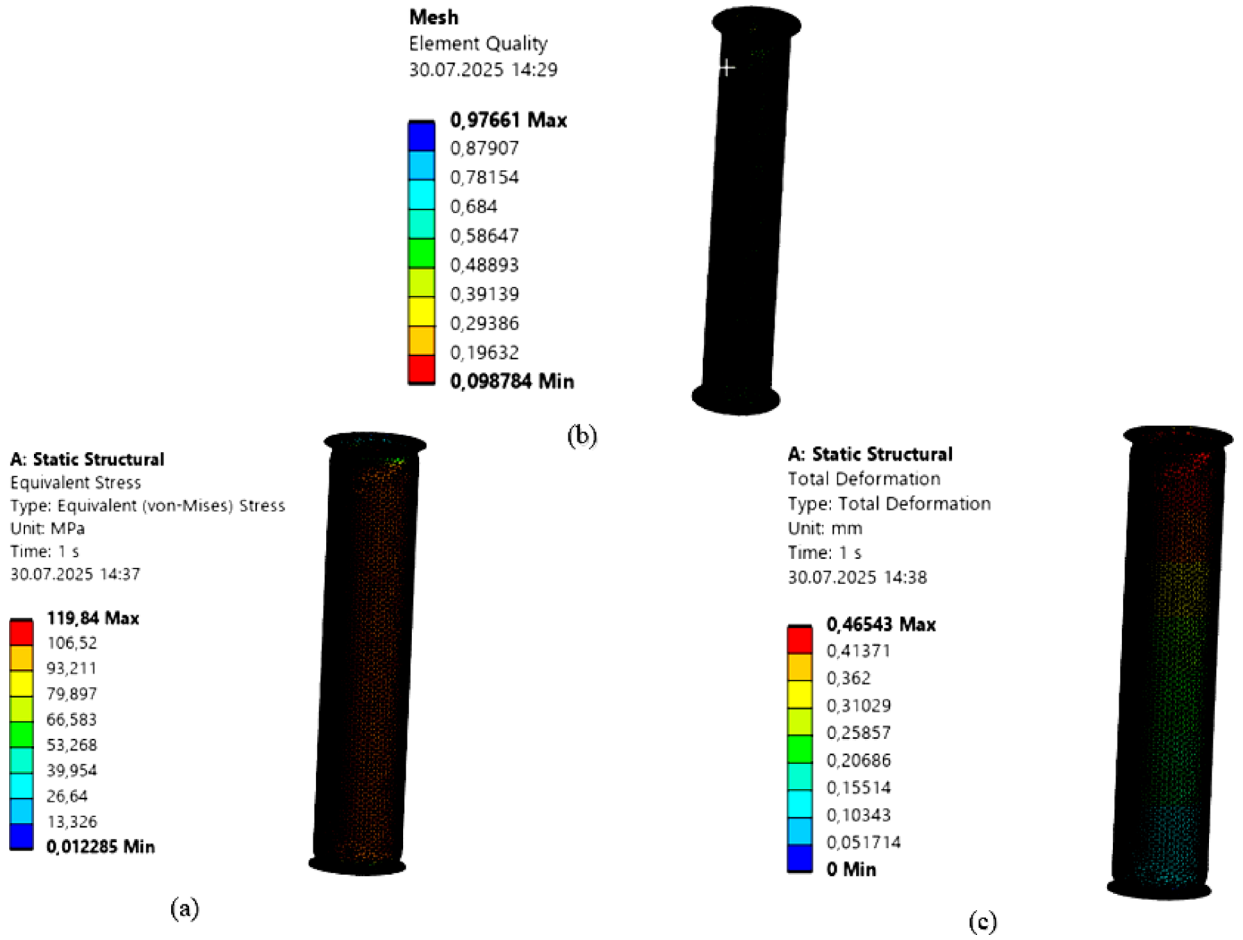 Mesh
Element Quality
30.07.2025 14:29
0,97661 Max
0,87907
0,78154
0,684
0,58647
0,48893
0,39139
0,29386
0,19632
0,098784 Min
(b)
A: Static Structural
Equivalent Stress
Type: Equivalent (von-Mises) Stress
Unit: MPa
Time: 1 s
30.07.2025 14:37
119,84 Max
106,52
93,211
79,897
66,583
53,268
39,954
26,64
13,326
0,012285 Min
(a)
A: Static Structural
Total Deformation
Type: Total Deformation
Unit: mm
Time: 1 s
30.07.2025 14:38
0,46543 Max
0,41371
0,362
0,31029
0,25857
0,20686
0,15514
0,10343
0,051714
0 Min
(c)